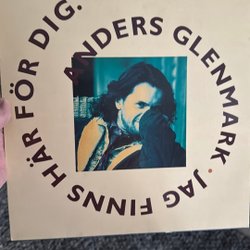 ANDERS GLENMARK · JAG FINNS HÄR FÖR DIG.